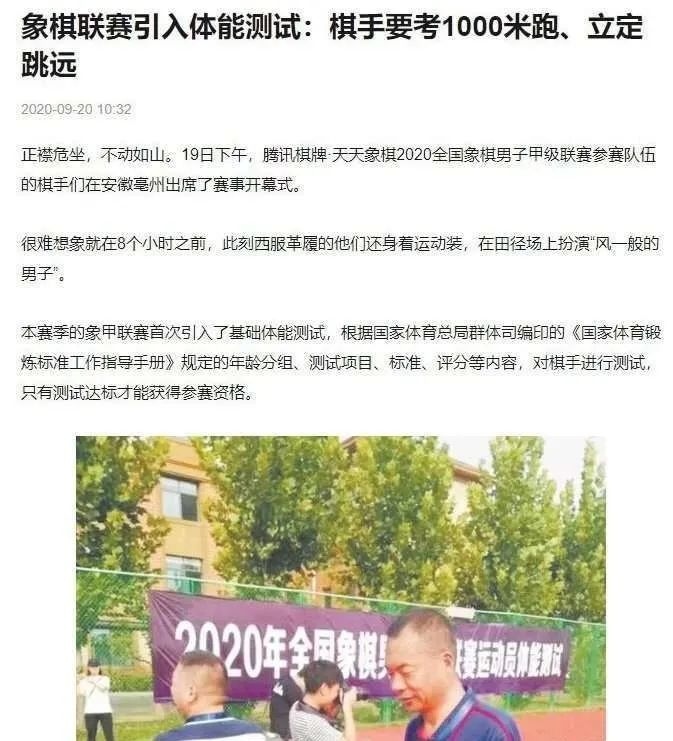 象棋联赛引入体能测试：棋手要考1000米跑、立定
跳远
2020-09-20 10:32
正襟危坐，不动如山。19日下午，腾讯棋牌·天天象棋2020全国象棋男子甲级联赛参赛队伍
的棋手们在安徽亳州出席了赛事开幕式。
很难想象就在8个小时之前，此刻西服革履的他们还身着运动装，在田径场上扮演“风一般的
男子”。
本赛季的象甲联赛首次引入了基础体能测试，根据国家体育总局群体司编印的《国家体育锻
炼标准工作指导手册》规定的年龄分组、测试项目、标准、评分等内容，对棋手进行测试，
只有测试达标才能获得参赛资格。
2020年全国象棋 联赛运动员体能测试